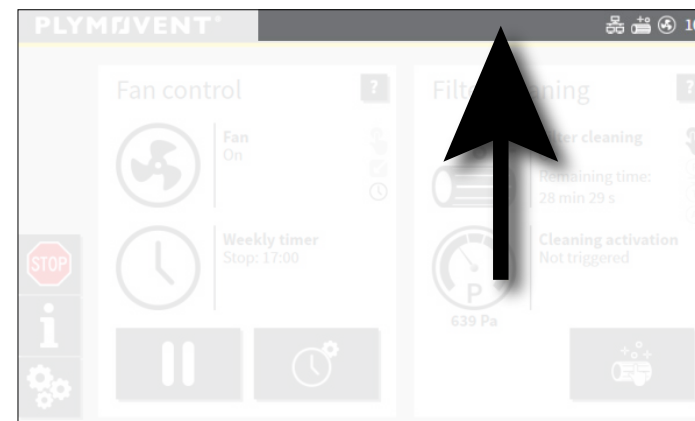 PLYMOVENT®
10
Fan control
?
Fan
On
Weekly timer
Stop: 17:00
STOP
i
Filter cleaning
?
Filter cleaning
Remaining time:
28 min 29 s
Cleaning activation
Not triggered
P
639 Pa